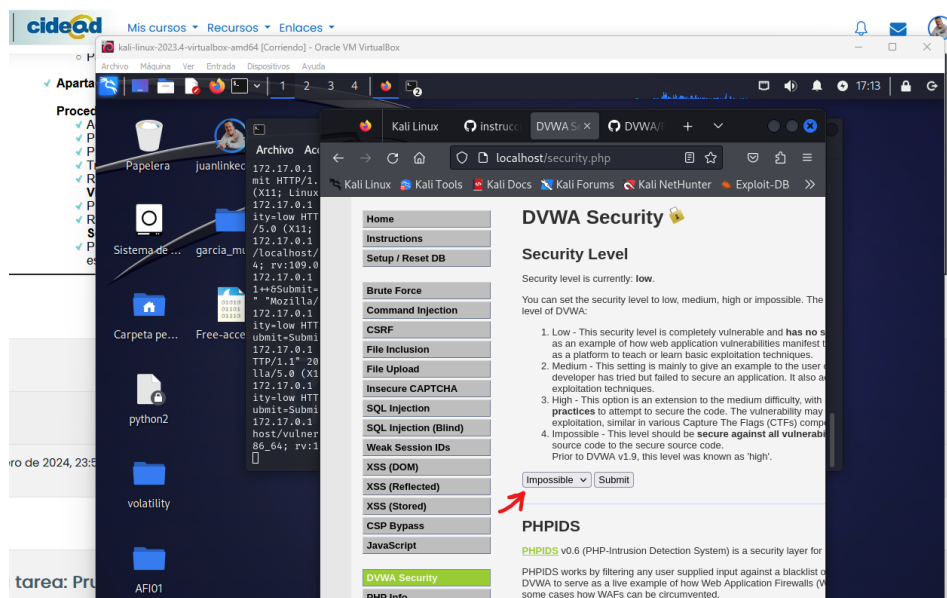 cidead
Mis cursos Recursos Enlaces
kali-linux-2023.4-virtualbox-amd64 [Corriendo] - Oracle VM VirtualBox
Archivo Máquina Ver Entrada Dispositivos Ayuda
1 2 3 4
17:13
Aparta
Proced
Papelera
juanlinked
Sistema de ...
garcia_mu
Carpeta pe...
Free-acce
python2
volatility
AFI01
ero de 2024, 23:5
tarea: Pru
Archivo Acc
172.17.0.1
mit HTTP/1.
(X11; Linux
172.17.0.1
ity=low HTT
/5.0 (X11;
172.17.0.1
/localhost/
4; rv:109.0
172.17.0.1
1++&Submit=
" "Mozilla/
172.17.0.1
ity=low HTT
ubmit=Submi
172.17.0.1
TTP/1.1" 20
lla/5.0 (X1
172.17.0.1
ity=low HTT
ubmit=Submi
172.17.0.1
host/vulner
86_64; rv:1
Kali Linux
instrucc
DVWA Se
DVWA/
localhost/security.php
Kali Linux Kali Tools Kali Docs Kali Forums Kali NetHunter Exploit-DB
Home
Instructions
Setup / Reset DB
Brute Force
Command Injection
CSRF
File Inclusion
File Upload
Insecure CAPTCHA
SQL Injection
SQL Injection (Blind)
Weak Session IDs
XSS (DOM)
XSS (Reflected)
XSS (Stored)
CSP Bypass
JavaScript
DVWA Security
PHP Info
DVWA Security
Security Level
Security level is currently: low.
You can set the security level to low, medium, high or impossible. The
level of DVWA:
1. Low - This security level is completely vulnerable and has no s
as an example of how web application vulnerabilities manifest t
as a platform to teach or learn basic exploitation techniques.
2. Medium - This setting is mainly to give an example to the user
developer has tried but failed to secure an application. It also a
exploitation techniques.
3. High - This option is an extension to the medium difficulty, with
practices to attempt to secure the code. The vulnerability may
exploitation, similar in various Capture The Flags (CTFs) compe
4. Impossible - This level should be secure against all vulnerabi
source code to the secure source code.
Prior to DVWA v1.9, this level was known as 'high'.
Impossible Submit
PHPIDS
PHPIDS v0.6 (PHP-Intrusion Detection System) is a security layer for
PHPIDS works by filtering any user supplied input against a blacklist o
DVWA to serve as a live example of how Web Application Firewalls (W
some cases how WAFs can be circumvented.